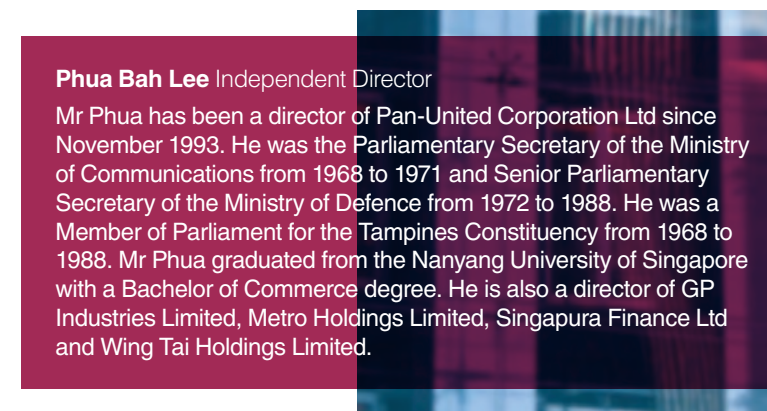 Phua Bah Lee Independent Director
Mr Phua has been a director of Pan-United Corporation Ltd since
November 1993. He was the Parliamentary Secretary of the Ministry
of Communications from 1968 to 1971 and Senior Parliamentary
Secretary of the Ministry of Defence from 1972 to 1988. He was a
Member of Parliament for the Tampines Constituency from 1968 to
1988. Mr Phua graduated from the Nanyang University of Singapore
with a Bachelor of Commerce degree. He is also a director of GP
Industries Limited, Metro Holdings Limited, Singapura Finance Ltd
and Wing Tai Holdings Limited.